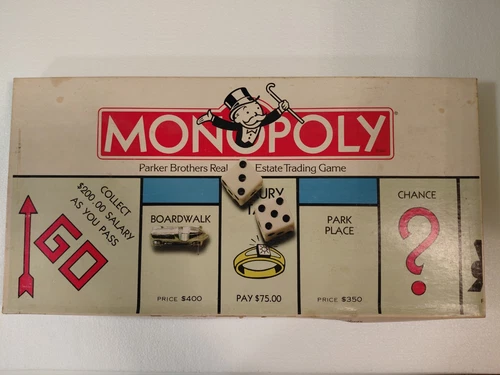 MONOPOLY
Parker Brothers Real Estate Trading Game
COLLECT
$200.00 SALARY
AS YOU PASS
GO
BOARDWALK
PRICE $400
PAY $75.00
PARK
PLACE
PRICE $350
CHANCE
?